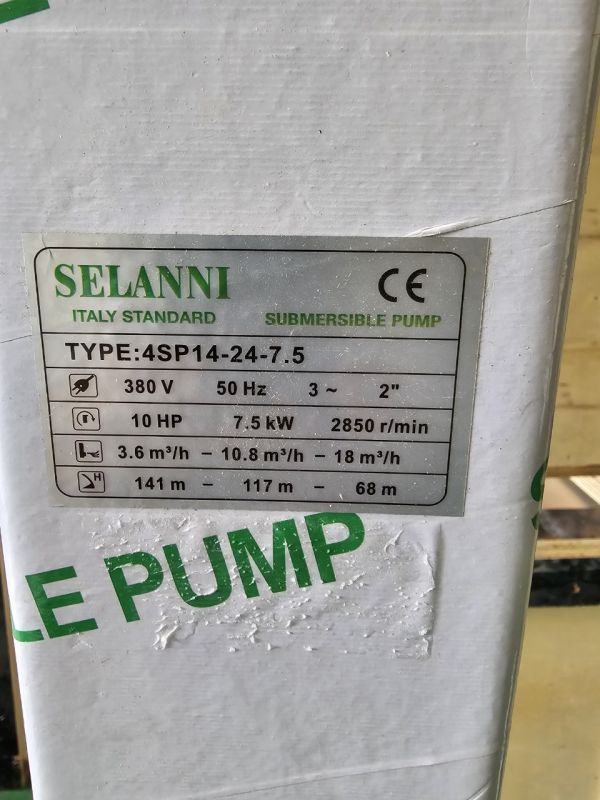 SELANNI CE
ITALY STANDARD SUBMERSIBLE PUMP
TYPE:4SP14-24-7.5
380 V 50 Hz 3 ~ 2"
10 HP 7.5 kW 2850 r/min
3.6 m³/h – 10.8 m³/h – 18 m³/h
H 141 m – 117 m – 68 m
LE PUMP